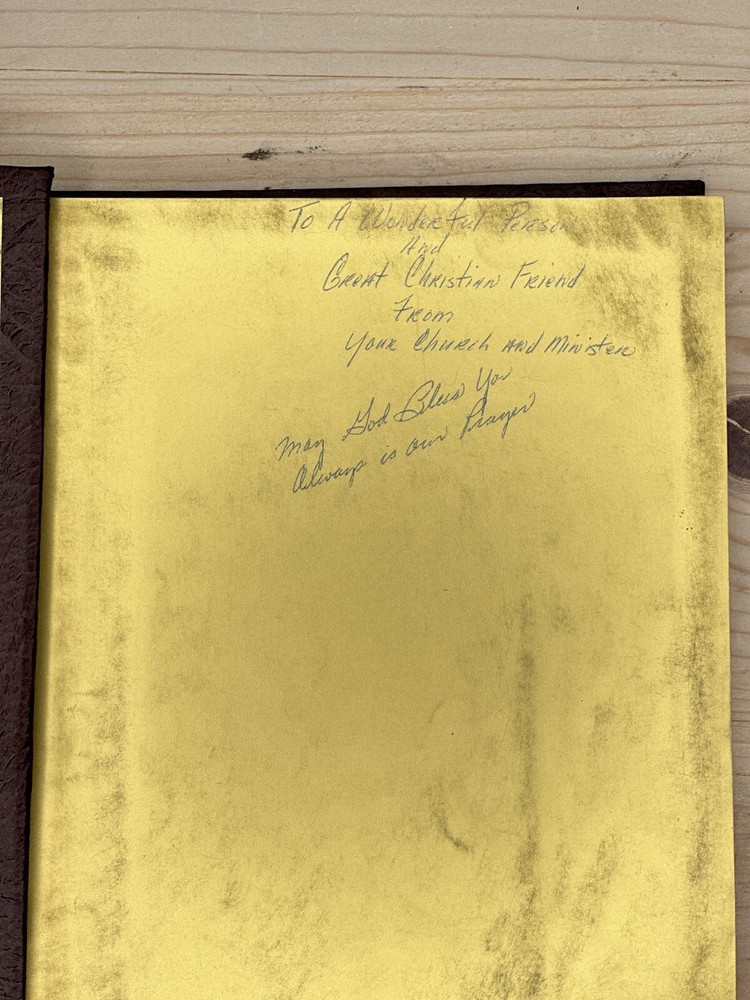 To A Wonderful Person
And
Great Christian Friend
From
Your Church And Minister
May God Bless You
Always is our Prayer